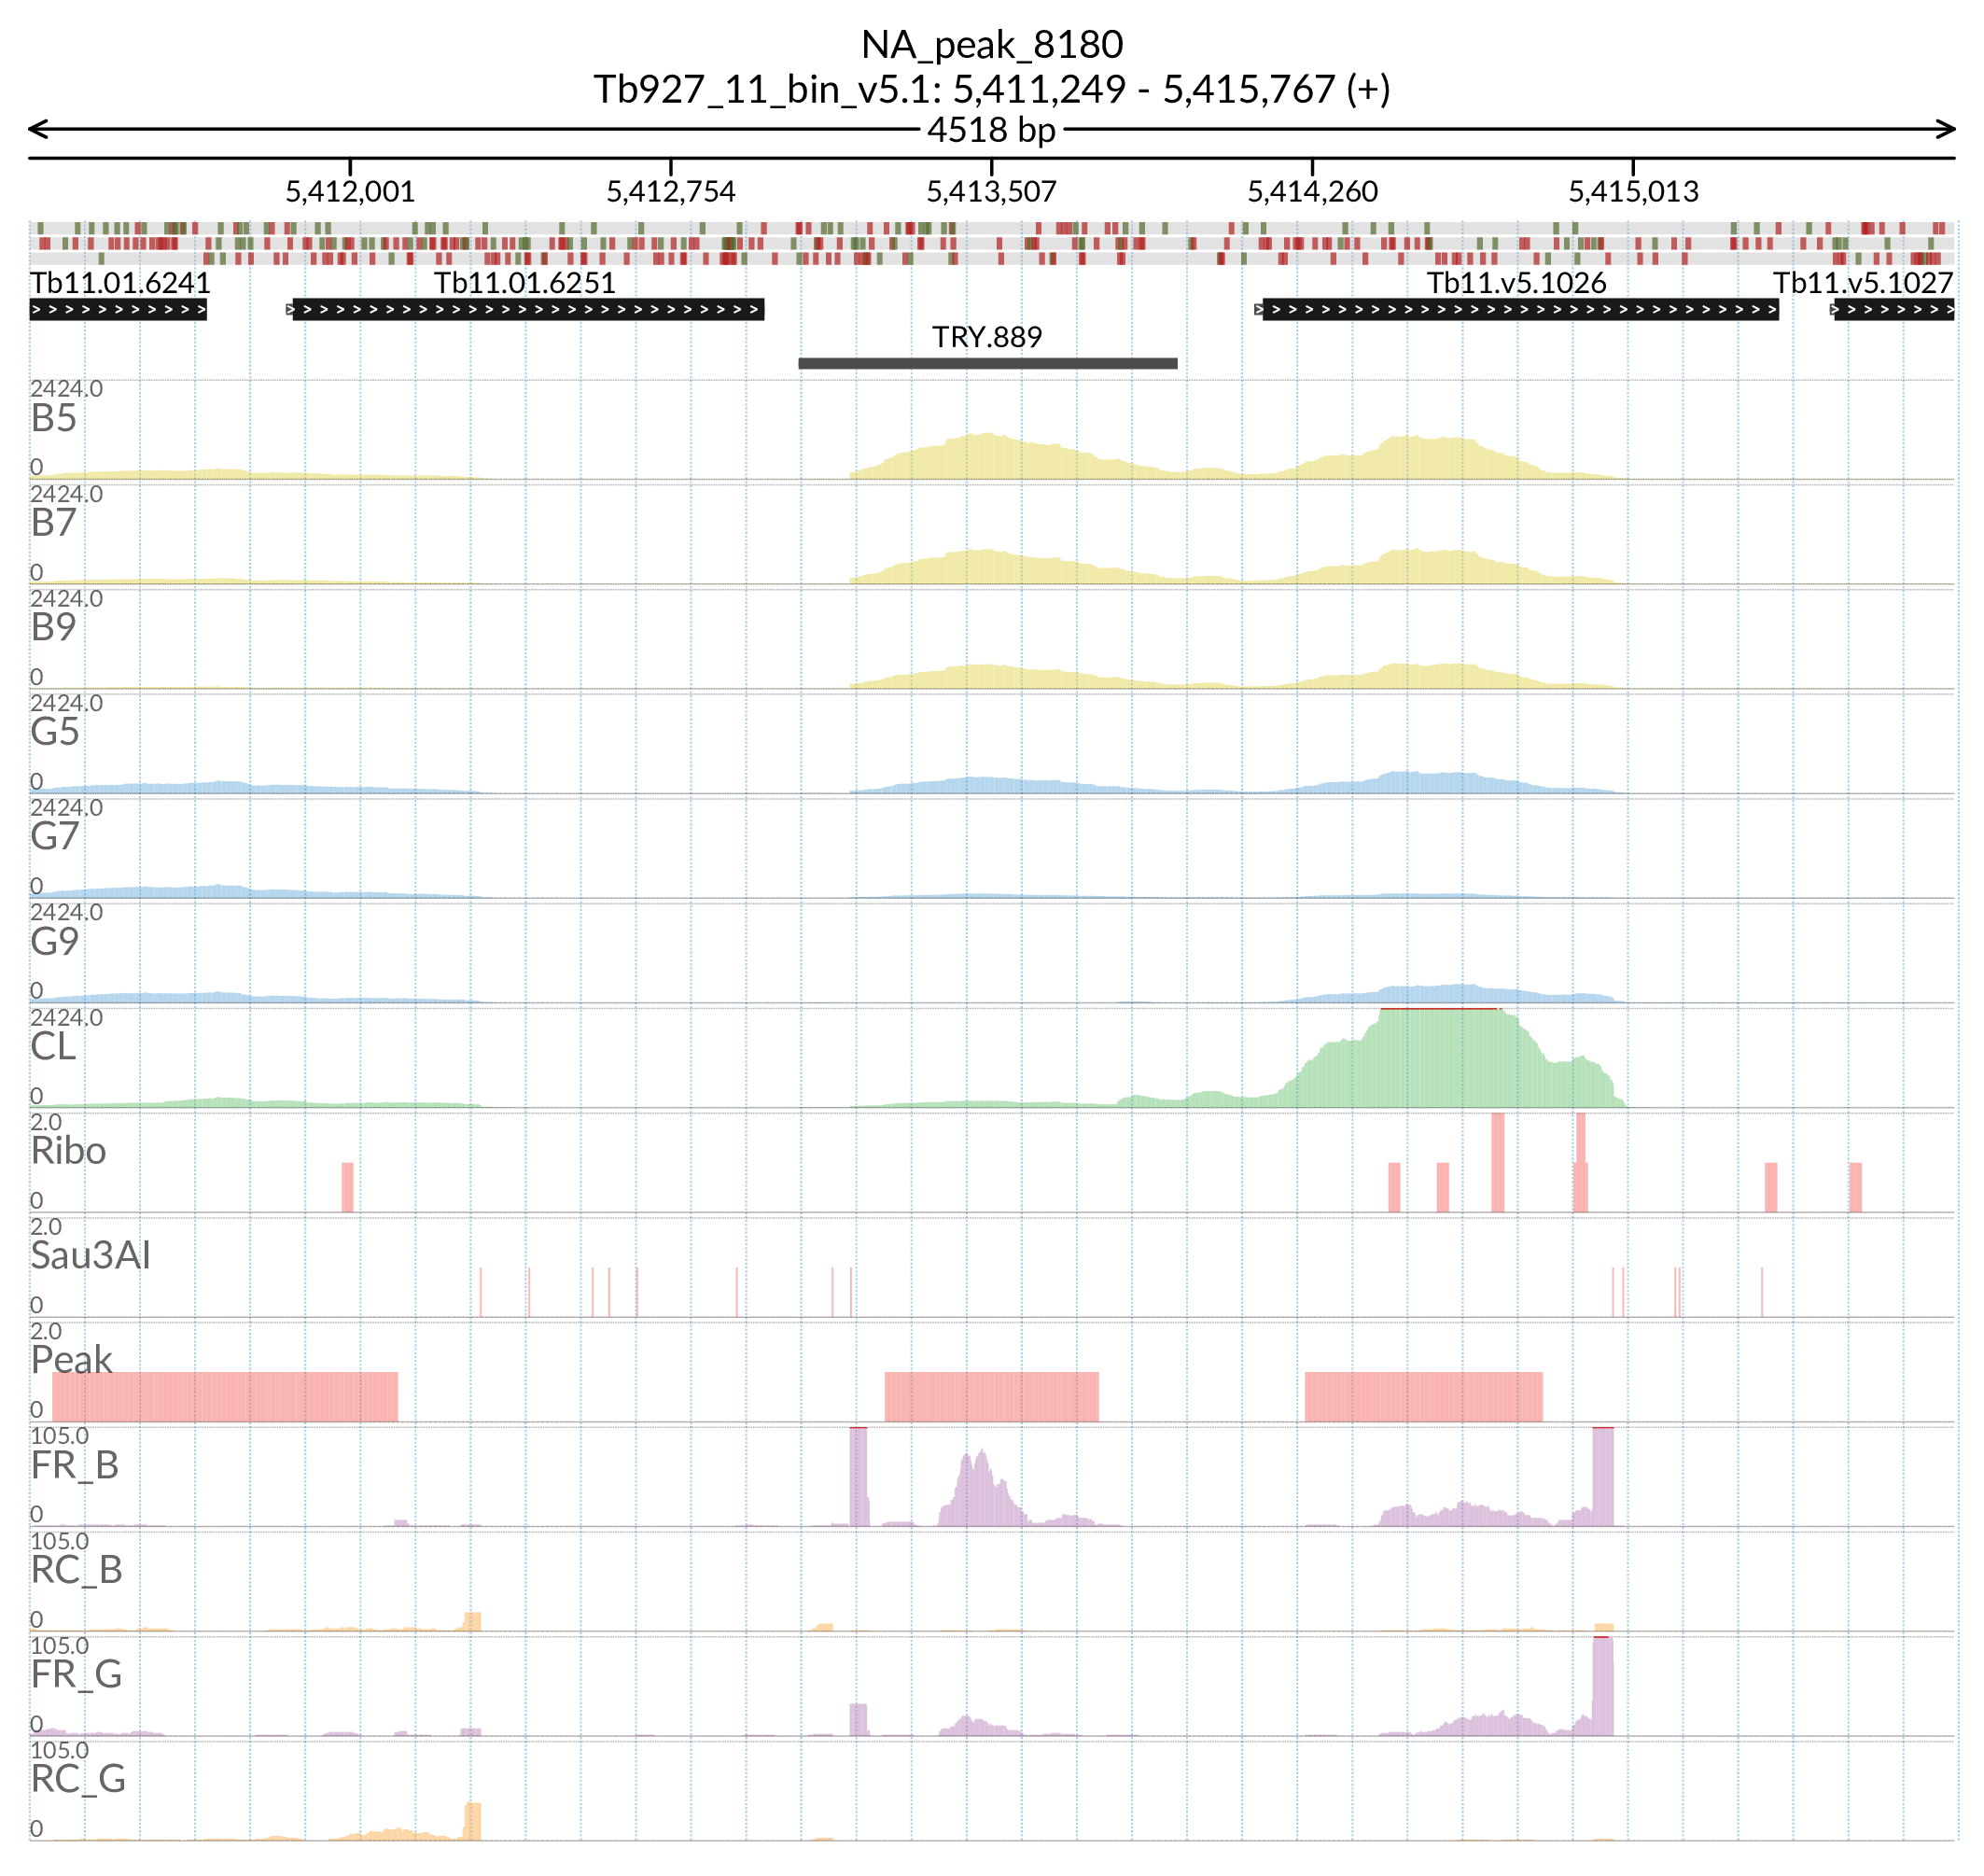 NA_peak_8180
Tb927_11_bin_v5.1: 5,411,249 - 5,415,767 (+)
4518 bp
5,412,001 5,412,754 5,413,507 5,414,260 5,415,013
Tb11.01.6241 Tb11.01.6251 Tb11.v5.1026 Tb11.v5.1027
TRY.889
2424.0
B5
0
2424.0
B7
0
2424.0
B9
0
2424.0
G5
0
2424.0
G7
0
2424.0
G9
0
2424.0
CL
0
2.0
Ribo
0
2.0
Sau3AI
0
2.0
Peak
0
105.0
FR_B
0
105.0
RC_B
0
105.0
FR_G
0
105.0
RC_G
0